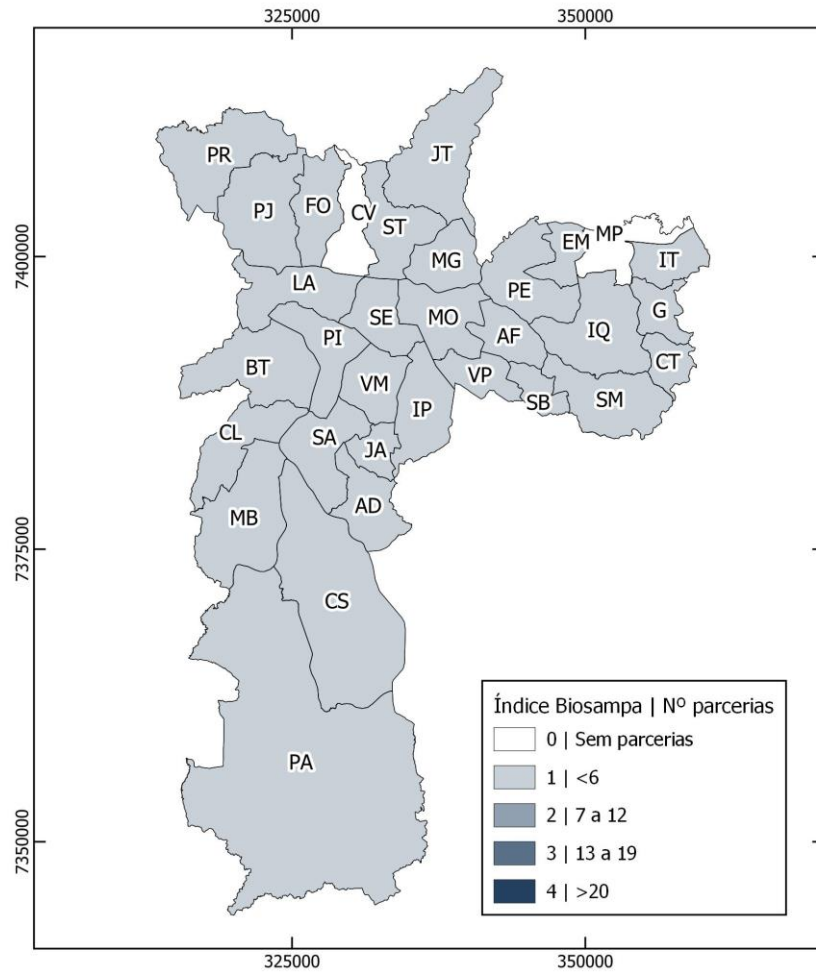 325000 350000
PR
JT
PJ
FO
CV
ST
MP
EM
7400000
MG
IT
LA
PE
G
SE
MO
PI
AF
IQ
BT
CT
VM
VP
IP
SB
SM
CL
SA
JA
AD
MB
7375000
CS
Índice Biosampa | Nº parcerias
0 | Sem parcerias
PA
1 | <6
2 | 7 a 12
7350000
3 | 13 a 19
4 | >20
325000 350000